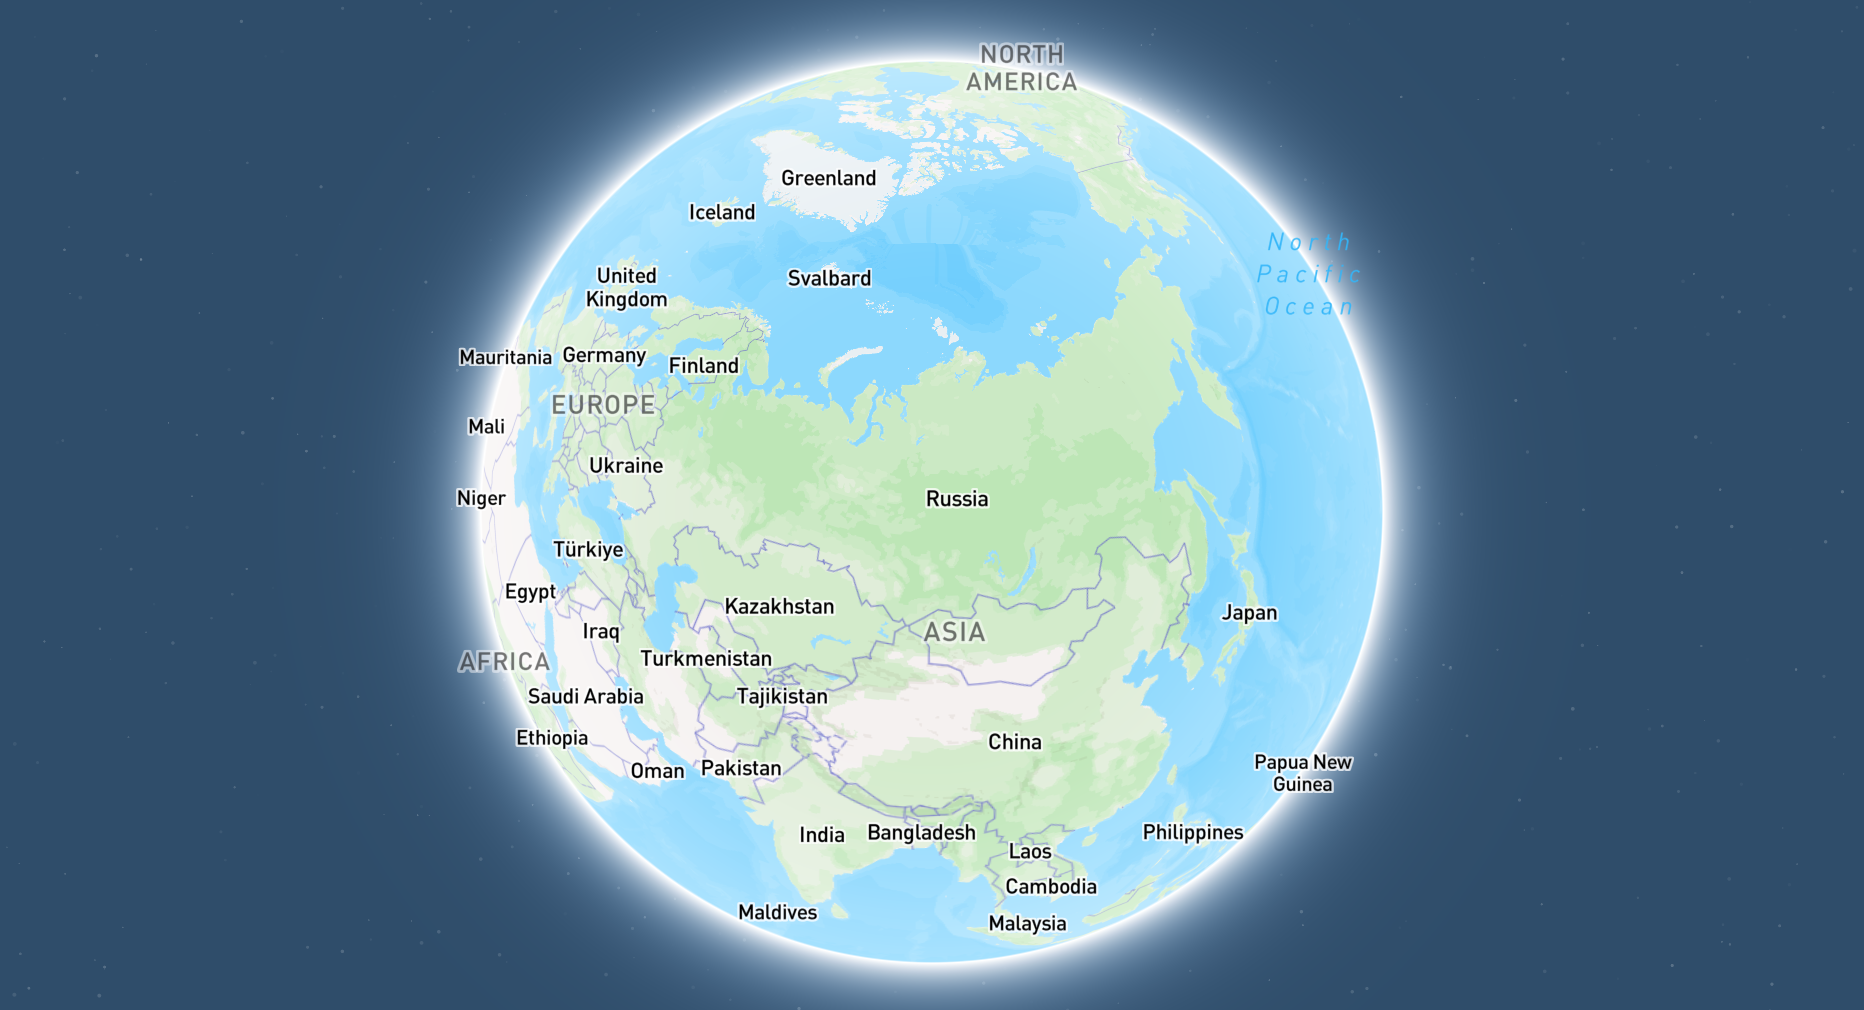 NORTH
AMERICA
Greenland
Iceland
North
Pacific
Ocean
United
Kingdom
Svalbard
Mauritania
Germany
Finland
EUROPE
Mali
Ukraine
Niger
Russia
Türkiye
Egypt
Kazakhstan
Japan
Iraq
ASIA
AFRICA
Turkmenistan
Saudi Arabia
Tajikistan
Ethiopia
China
Oman
Pakistan
Papua New
Guinea
India
Bangladesh
Philippines
Laos
Cambodia
Maldives
Malaysia